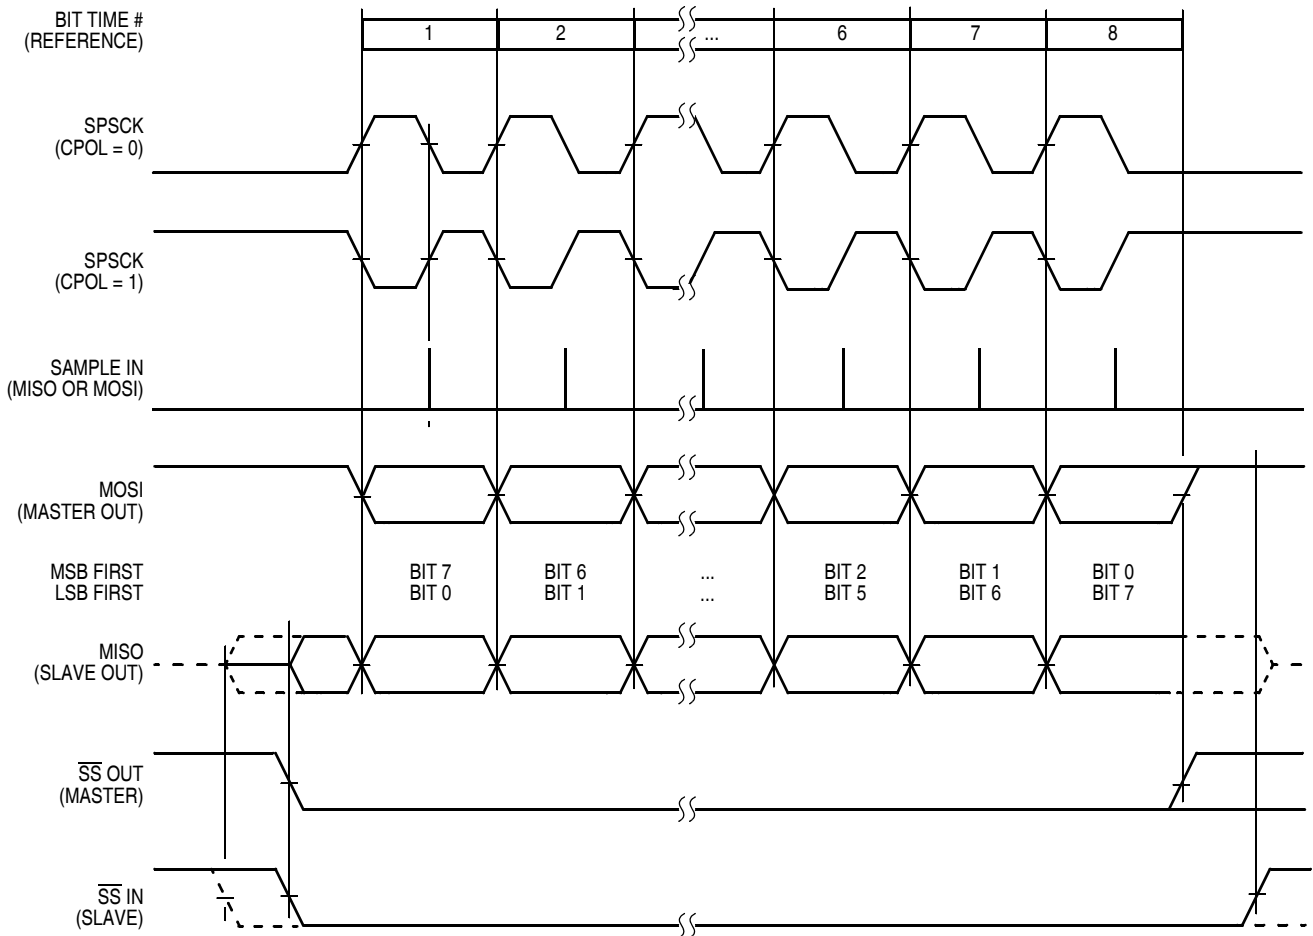 BIT TIME #
(REFERENCE)
1 2 ... 6 7 8
SPSCK
(CPOL = 0)
SPSCK
(CPOL = 1)
SAMPLE IN
(MISO OR MOSI)
MOSI
(MASTER OUT)
MSB FIRST BIT 7 BIT 6 ... BIT 2 BIT 1 BIT 0
LSB FIRST BIT 0 BIT 1 ... BIT 5 BIT 6 BIT 7
MISO
(SLAVE OUT)
SS OUT
(MASTER)
SS IN
(SLAVE)